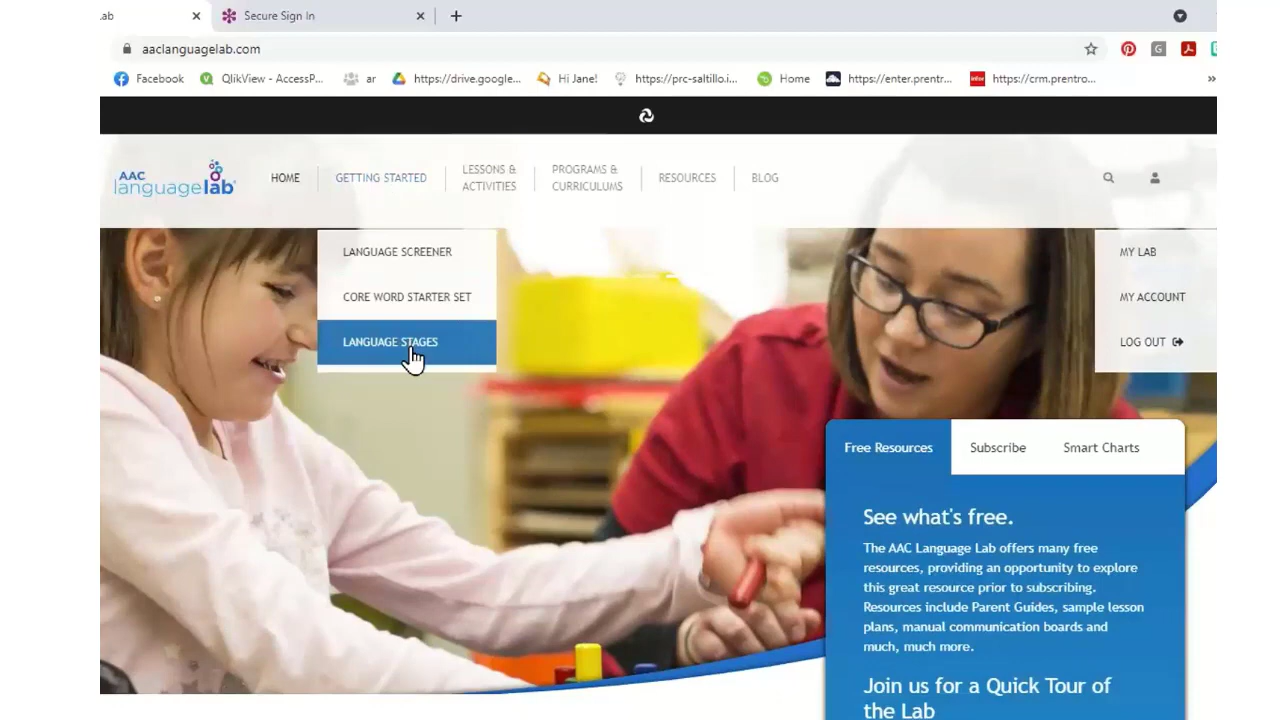 .ab
Secure Sign In
aaclanguagelab.com
Facebook
QlikView - AccessP...
ar
https://drive.google...
Hi Jane!
https://prc-saltillo.i...
Home
https://enter.prentro...
https://crm.prentro...
»
AAC
languagelab
HOME
GETTING STARTED
LESSONS &
ACTIVITIES
PROGRAMS &
CURRICULUMS
RESOURCES
BLOG
LANGUAGE SCREENER
CORE WORD STARTER SET
LANGUAGE STAGES
MY LAB
MY ACCOUNT
LOG OUT
Free Resources
Subscribe
Smart Charts
See what's free.
The AAC Language Lab offers many free
resources, providing an opportunity to explore
this great resource prior to subscribing.
Resources include Parent Guides, sample lesson
plans, manual communication boards and
much, much more.
Join us for a Quick Tour of
the Lab